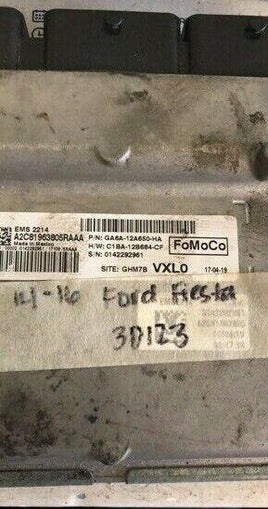 EMS 2214
A2C81963805RAAA
Made in Mexico
P/N: GA6A-12A650-HA
H/W: C1BA-12B684-CF
S/N: 0142292961
FoMoCo
SITE: GHM7B VXL0 17-04-19
14-16 Ford Fiesta
3D123